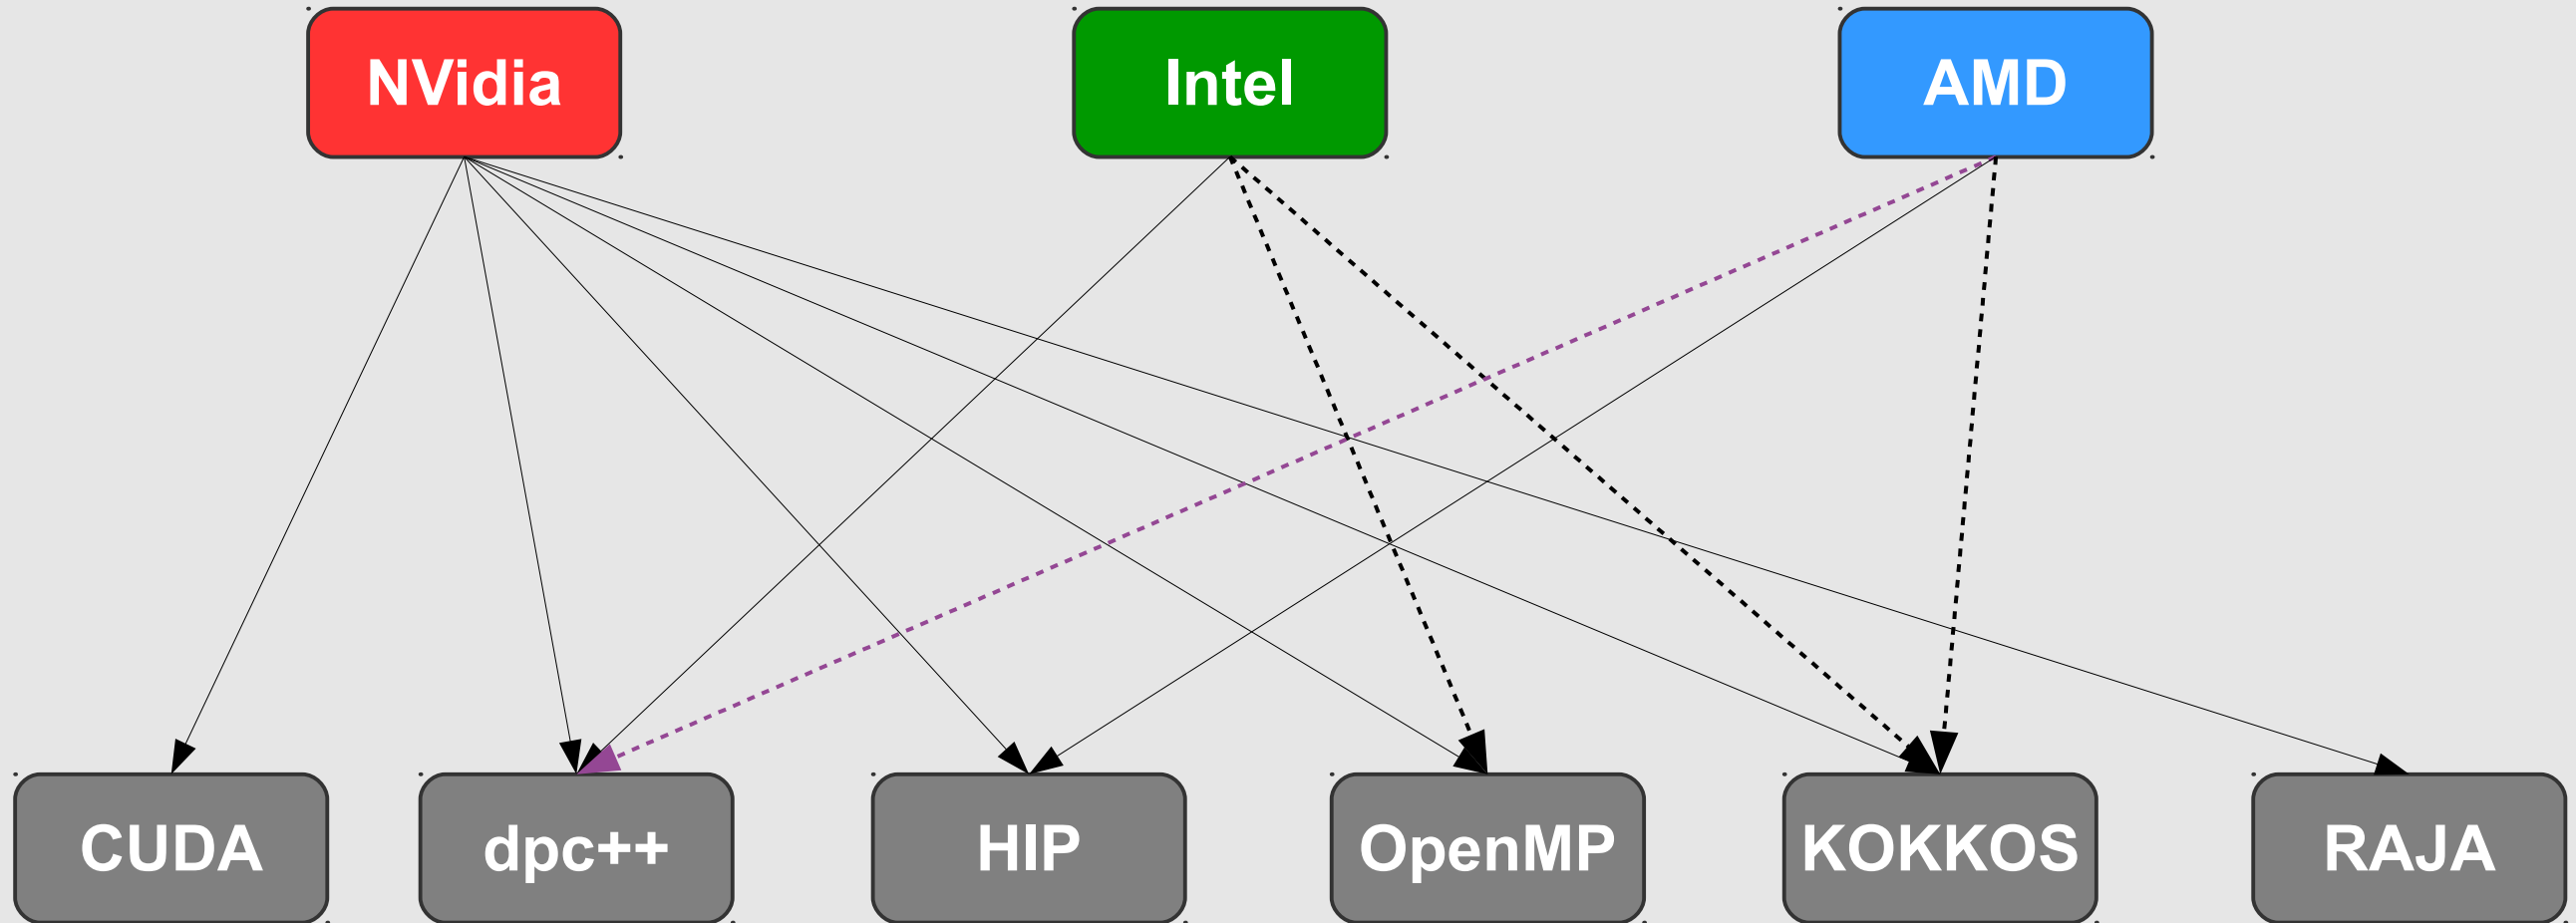 NVidia
Intel
AMD
CUDA
dpc++
HIP
OpenMP
KOKKOS
RAJA